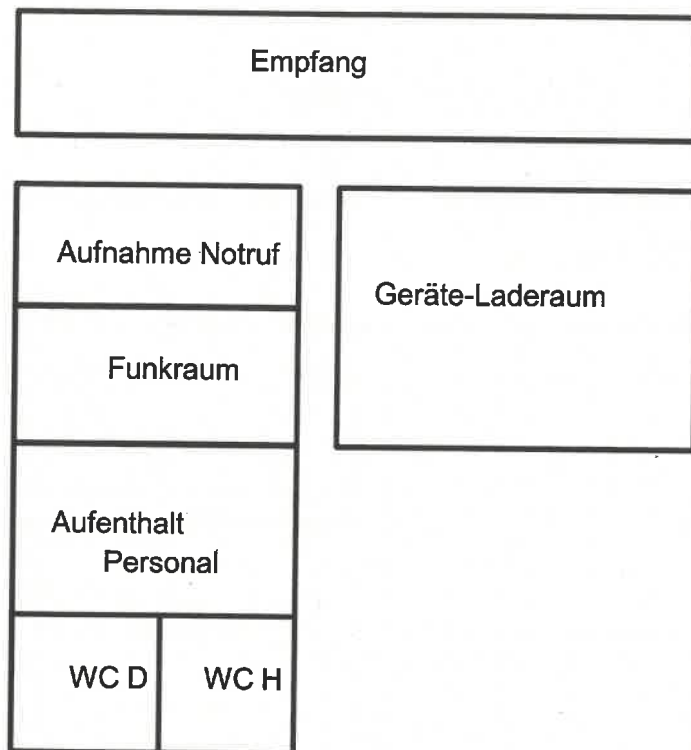 Empfang
Aufnahme Notruf
Geräte-Laderaum
Funkraum
Aufenthalt
Personal
WC D
WC H